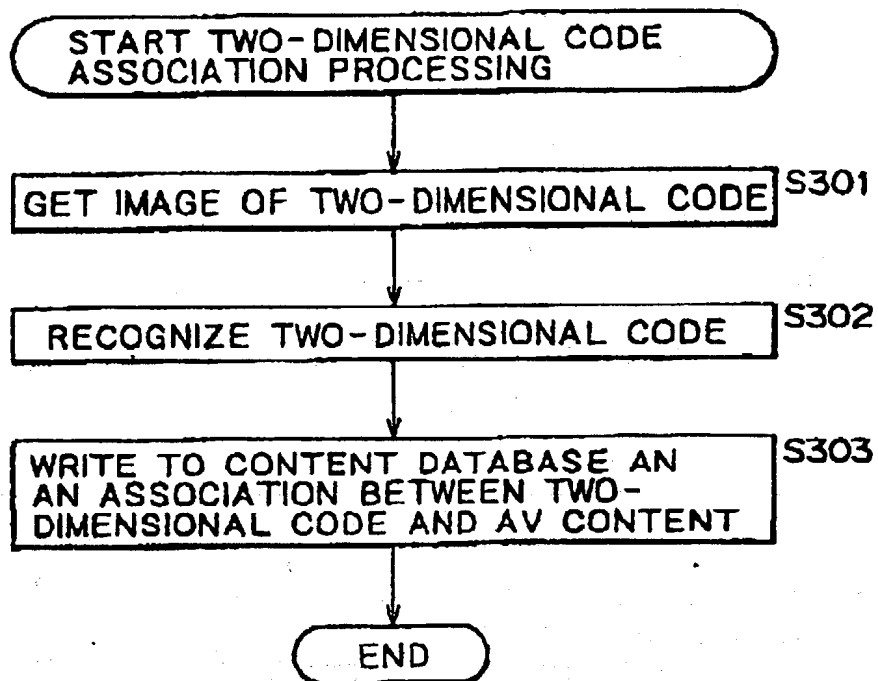 START TWO-DIMENSIONAL CODE
ASSOCIATION PROCESSING
GET IMAGE OF TWO-DIMENSIONAL CODE
S301
RECOGNIZE TWO-DIMENSIONAL CODE
S302
WRITE TO CONTENT DATABASE AN
AN ASSOCIATION BETWEEN TWO-
DIMENSIONAL CODE AND AV CONTENT
S303
END